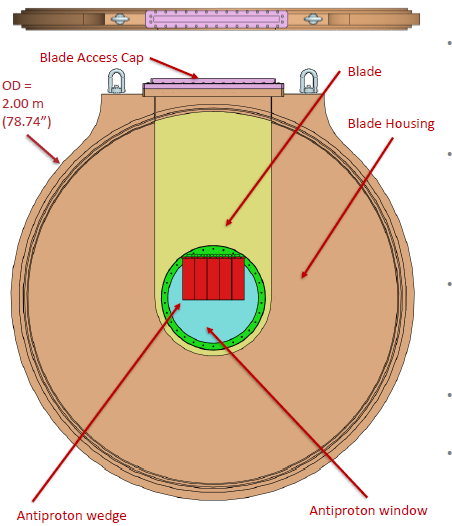 Blade Access Cap
Blade
OD =
2.00 m
(78.74”)
Blade Housing
Antiproton wedge
Antiproton window